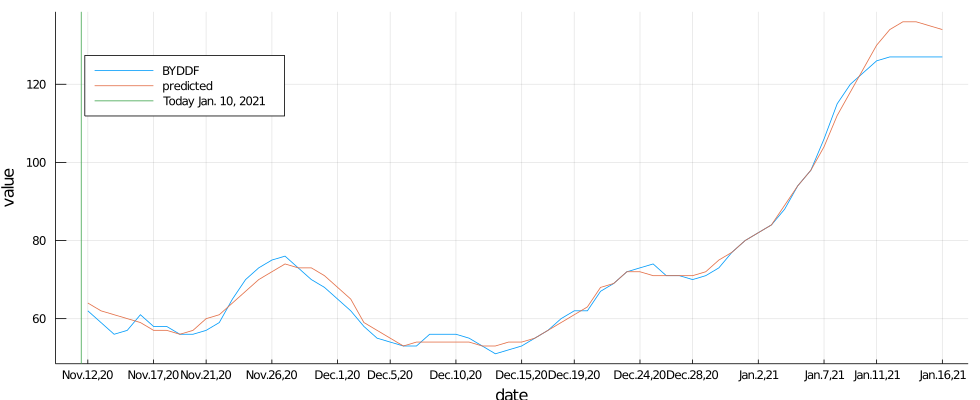 BYDDF
predicted
Today Jan. 10, 2021
value
120
100
80
60
Nov.12,20 Nov.17,20 Nov.21,20 Nov.26,20 Dec.1,20 Dec.5,20 Dec.10,20 Dec.15,20 Dec.19,20 Dec.24,20 Dec.28,20 Jan.2,21 Jan.7,21 Jan.11,21 Jan.16,21
date